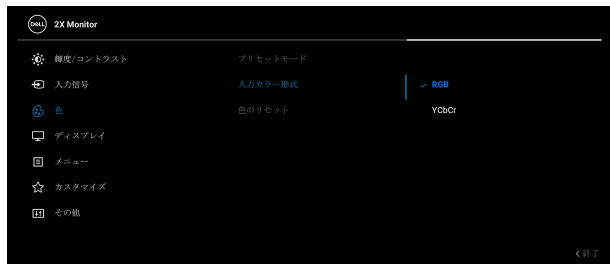 DELL 2X Monitor
輝度/コントラスト
プリセットモード
入力信号
入力カラー形式
RGB
色
色のリセット
YCbCr
ディスプレイ
メニュー
カスタマイズ
その他
終了